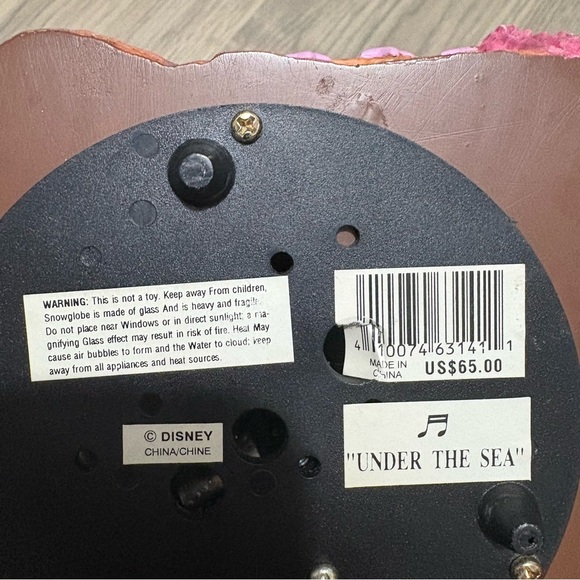 WARNING: This is not a toy. Keep away From children,
Snowglobe is made of glass And is heavy and fragile.
Do not place near Windows or in direct sunlight; a ma-
gnifying Glass effect may result in risk of fire. Heat May
cause air bubbles to form and the Water to cloud; keep
away from all appliances and heat sources.
4 10074 63141 1
MADE IN
CHINA
US$65.00
© DISNEY
CHINA/CHINE
"UNDER THE SEA"